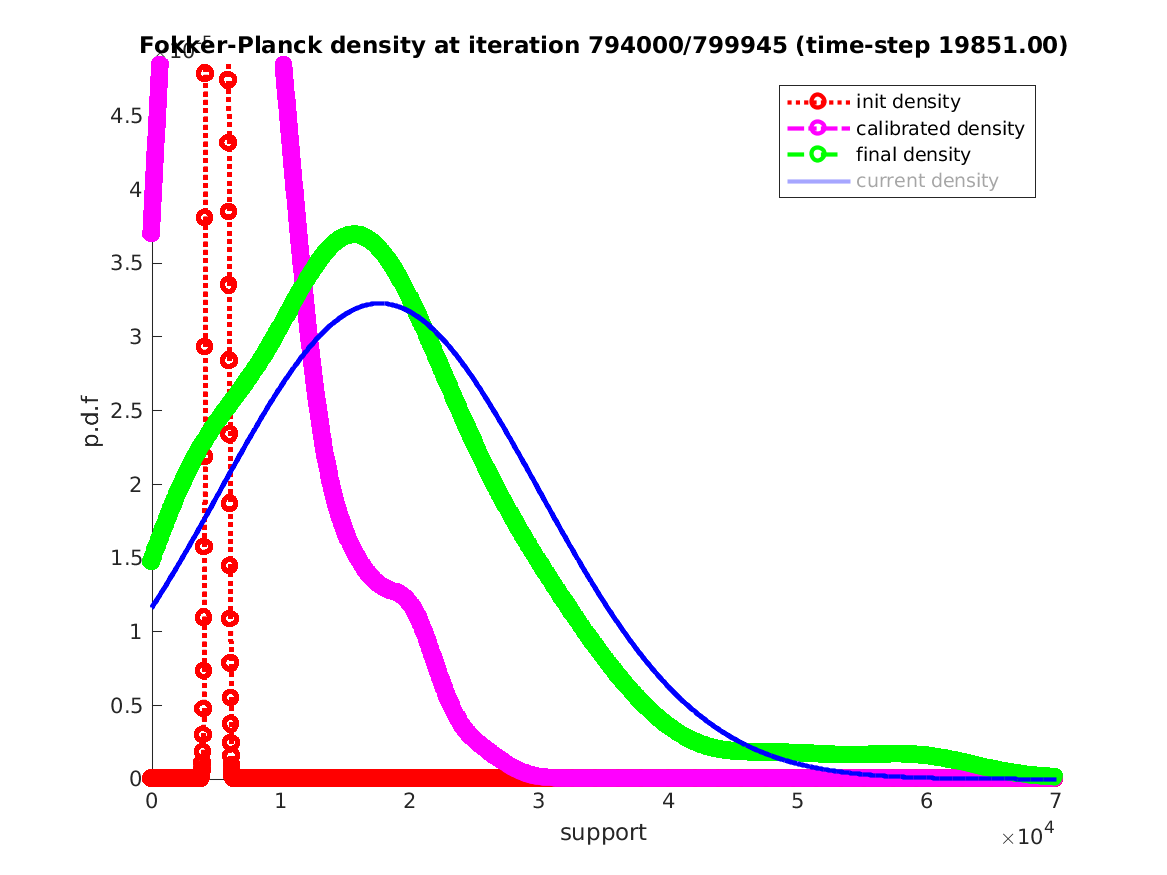 Fokker-Planck density at iteration 794000/799945 (time-step 19851.00)
init density
calibrated density
final density
current density
4.5
4
3.5
3
2.5
2
1.5
1
0.5
0
p.d.f
0 1 2 3 4 5 6 7
support
×10⁴